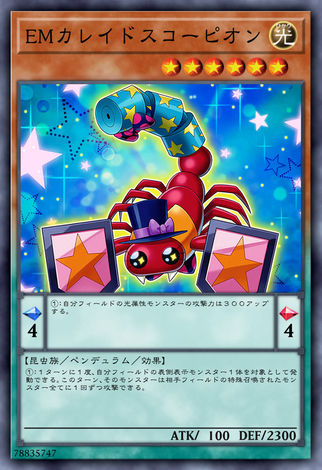 EMカレイドスコーピオン
光
4
①：自分フィールドの光属性モンスターの攻撃力は３００アップ
する。
4
【昆虫族／ペンデュラム／効果】
①：１ターンに１度、自分フィールドの表側表示モンスター１体を対象として発
動できる。このターン、そのモンスターは相手フィールドの特殊召喚されたモン
スター全てに１回ずつ攻撃できる。
ATK/ 100 DEF/2300
78835747